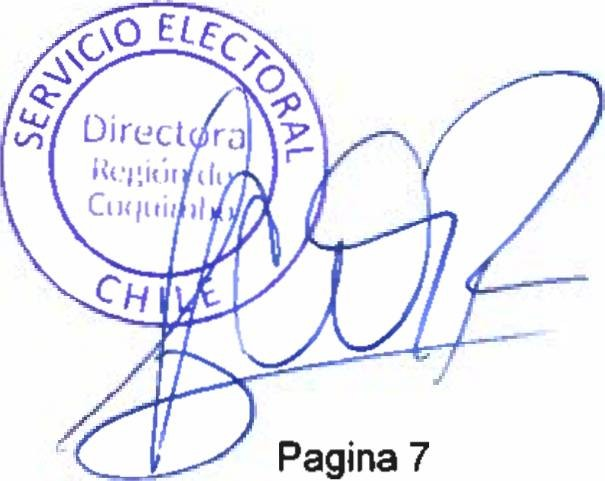 SERVICIO ELECTORAL
Directora
Región de
Coquimbo
CHILE
Pagina 7